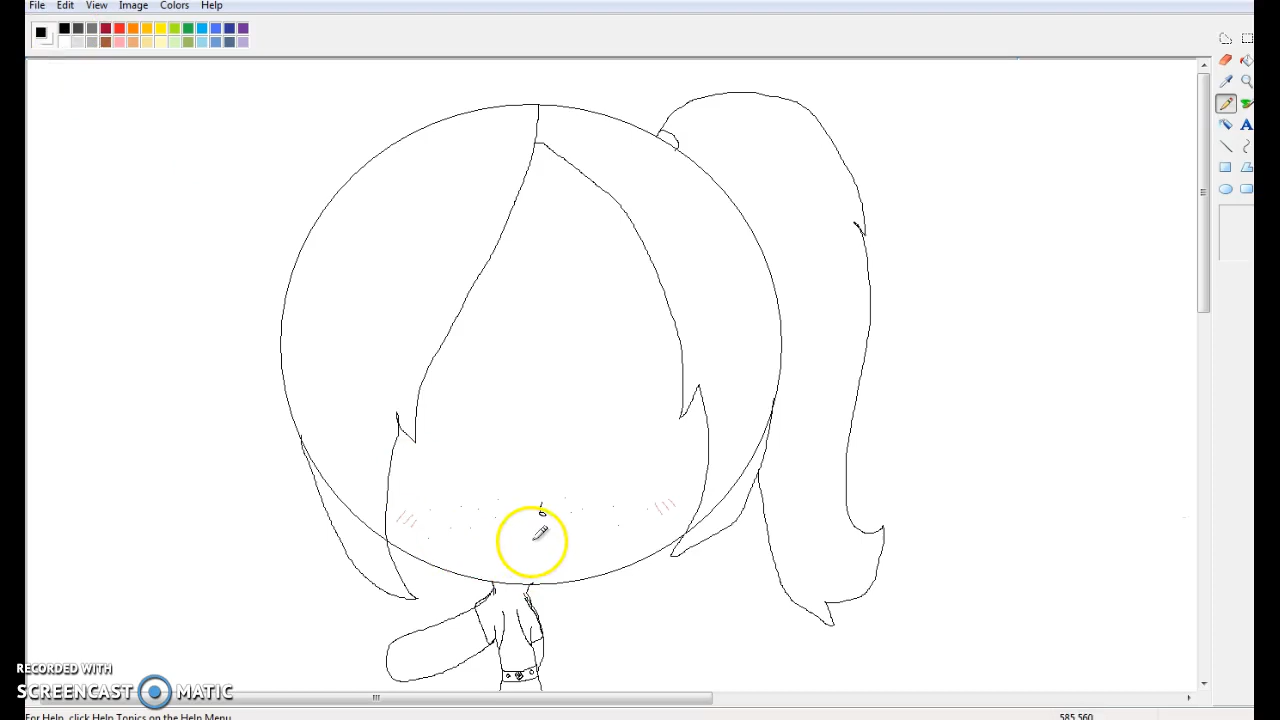 File Edit View Image Colors Help
A
RECORDED WITH
SCREENCAST MATIC
For Help, click Help Topics on the Help Menu.
585,560